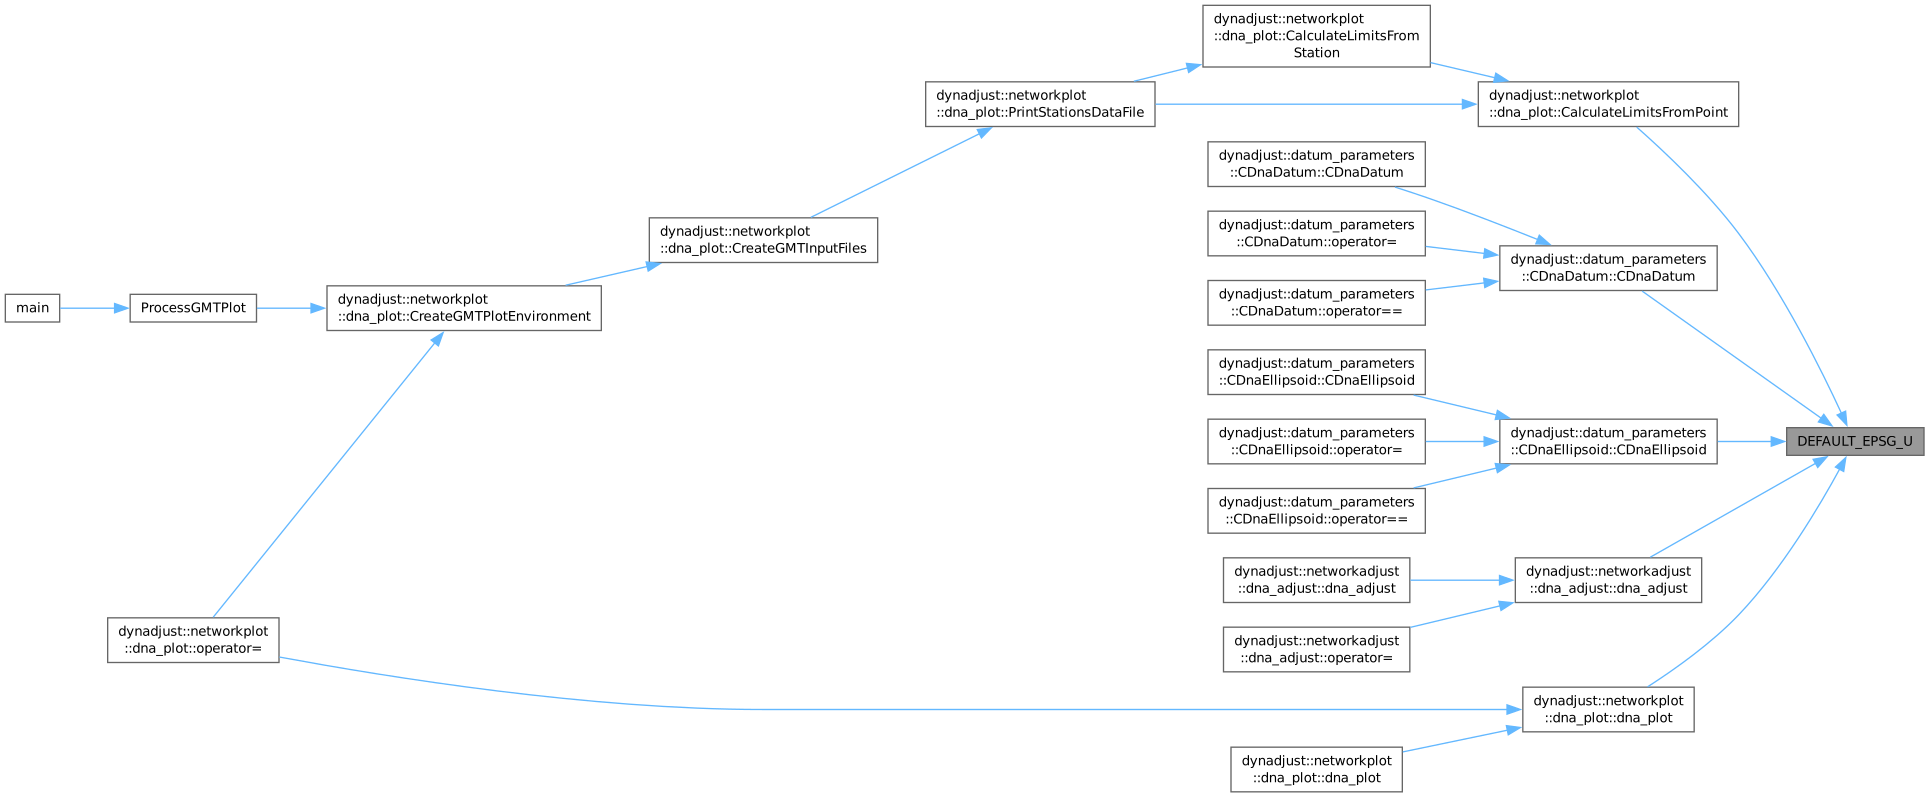 dynadjust::networkplot
::dna_plot::CalculateLimitsFrom
Station
dynadjust::networkplot
::dna_plot::PrintStationsDataFile
dynadjust::networkplot
::dna_plot::CalculateLimitsFromPoint
dynadjust::datum_parameters
::CDnaDatum::CDnaDatum
dynadjust::datum_parameters
::CDnaDatum::operator=
dynadjust::networkplot
::dna_plot::CreateGMTInputFiles
dynadjust::datum_parameters
::CDnaDatum::CDnaDatum
dynadjust::datum_parameters
::CDnaDatum::operator==
main
ProcessGMTPlot
dynadjust::networkplot
::dna_plot::CreateGMTPlotEnvironment
dynadjust::datum_parameters
::CDnaEllipsoid::CDnaEllipsoid
dynadjust::datum_parameters
::CDnaEllipsoid::operator=
dynadjust::datum_parameters
::CDnaEllipsoid::CDnaEllipsoid
DEFAULT_EPSG_U
dynadjust::datum_parameters
::CDnaEllipsoid::operator==
dynadjust::networkadjust
::dna_adjust::dna_adjust
dynadjust::networkadjust
::dna_adjust::dna_adjust
dynadjust::networkplot
::dna_plot::operator=
dynadjust::networkadjust
::dna_adjust::operator=
dynadjust::networkplot
::dna_plot::dna_plot
dynadjust::networkplot
::dna_plot::dna_plot